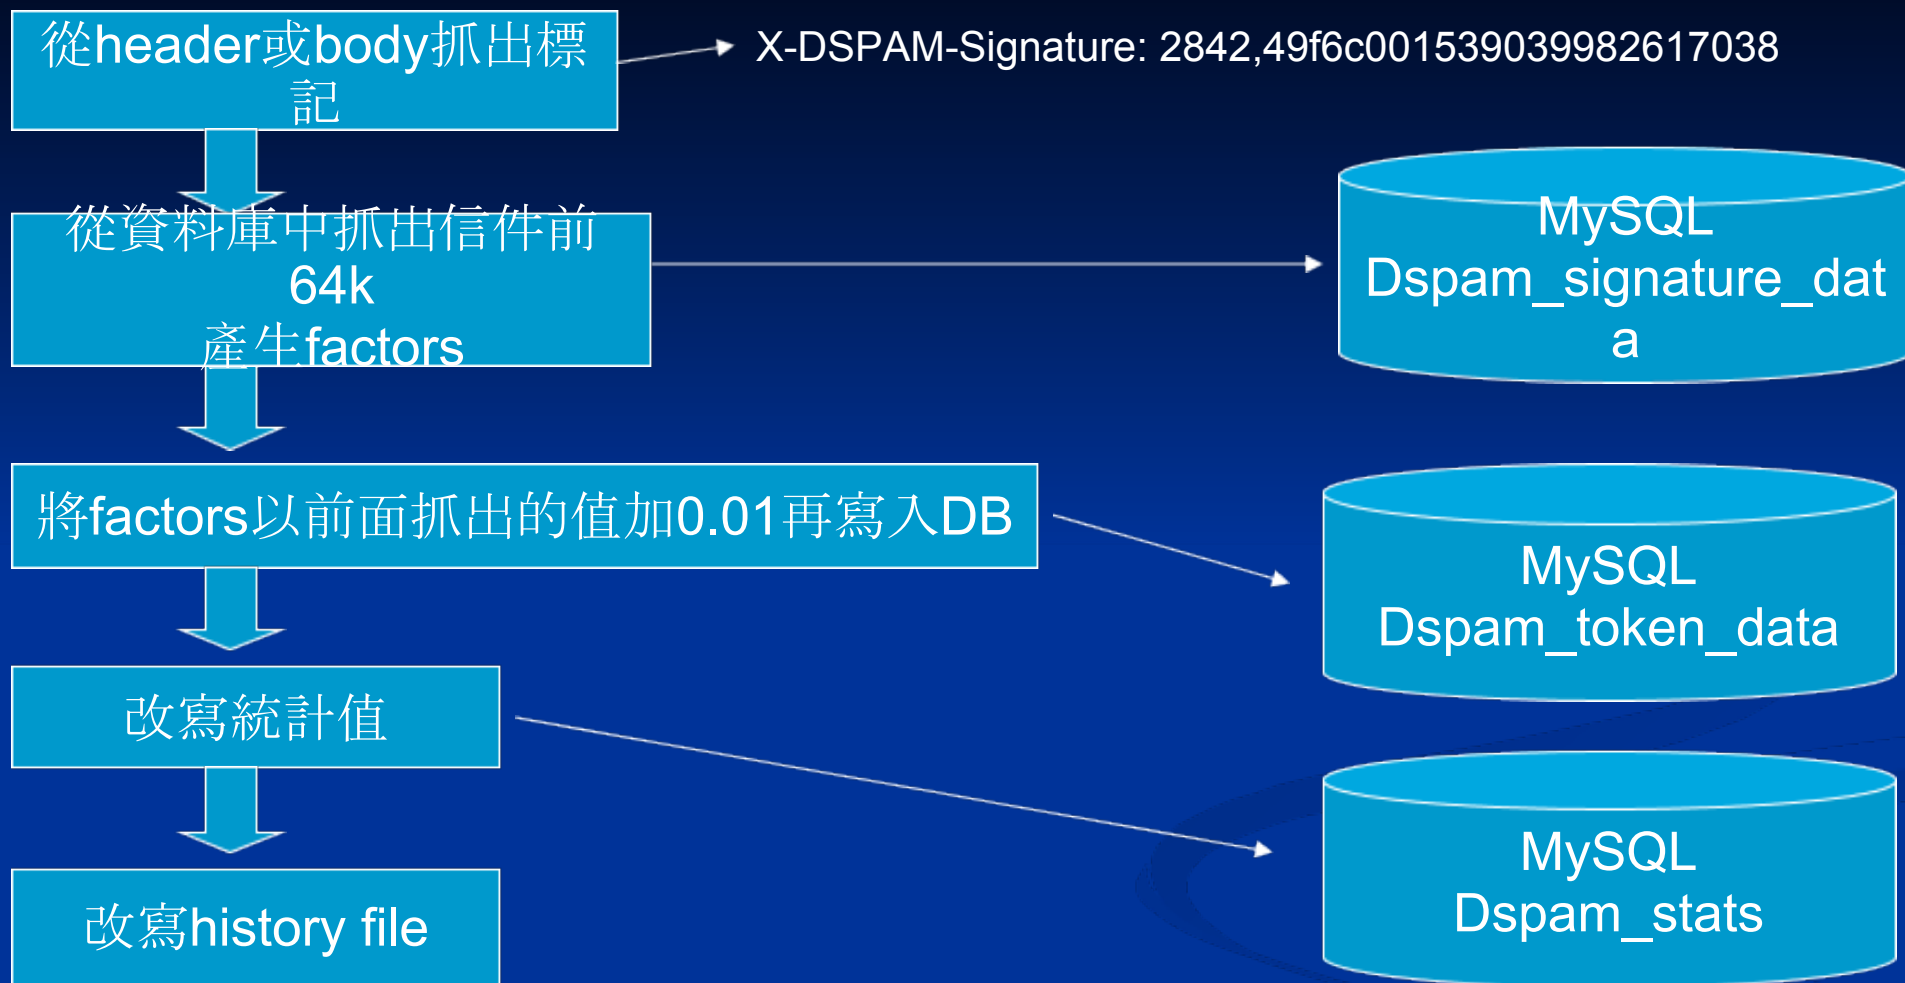 從header或body抓出標
記
X-DSPAM-Signature: 2842,49f6c001539039982617038
從資料庫中抓出信件前
64k
產生factors
MySQL
Dspam_signature_dat
a
將factors以前面抓出的值加0.01再寫入DB
MySQL
Dspam_token_data
改寫統計值
MySQL
Dspam_stats
改寫history file